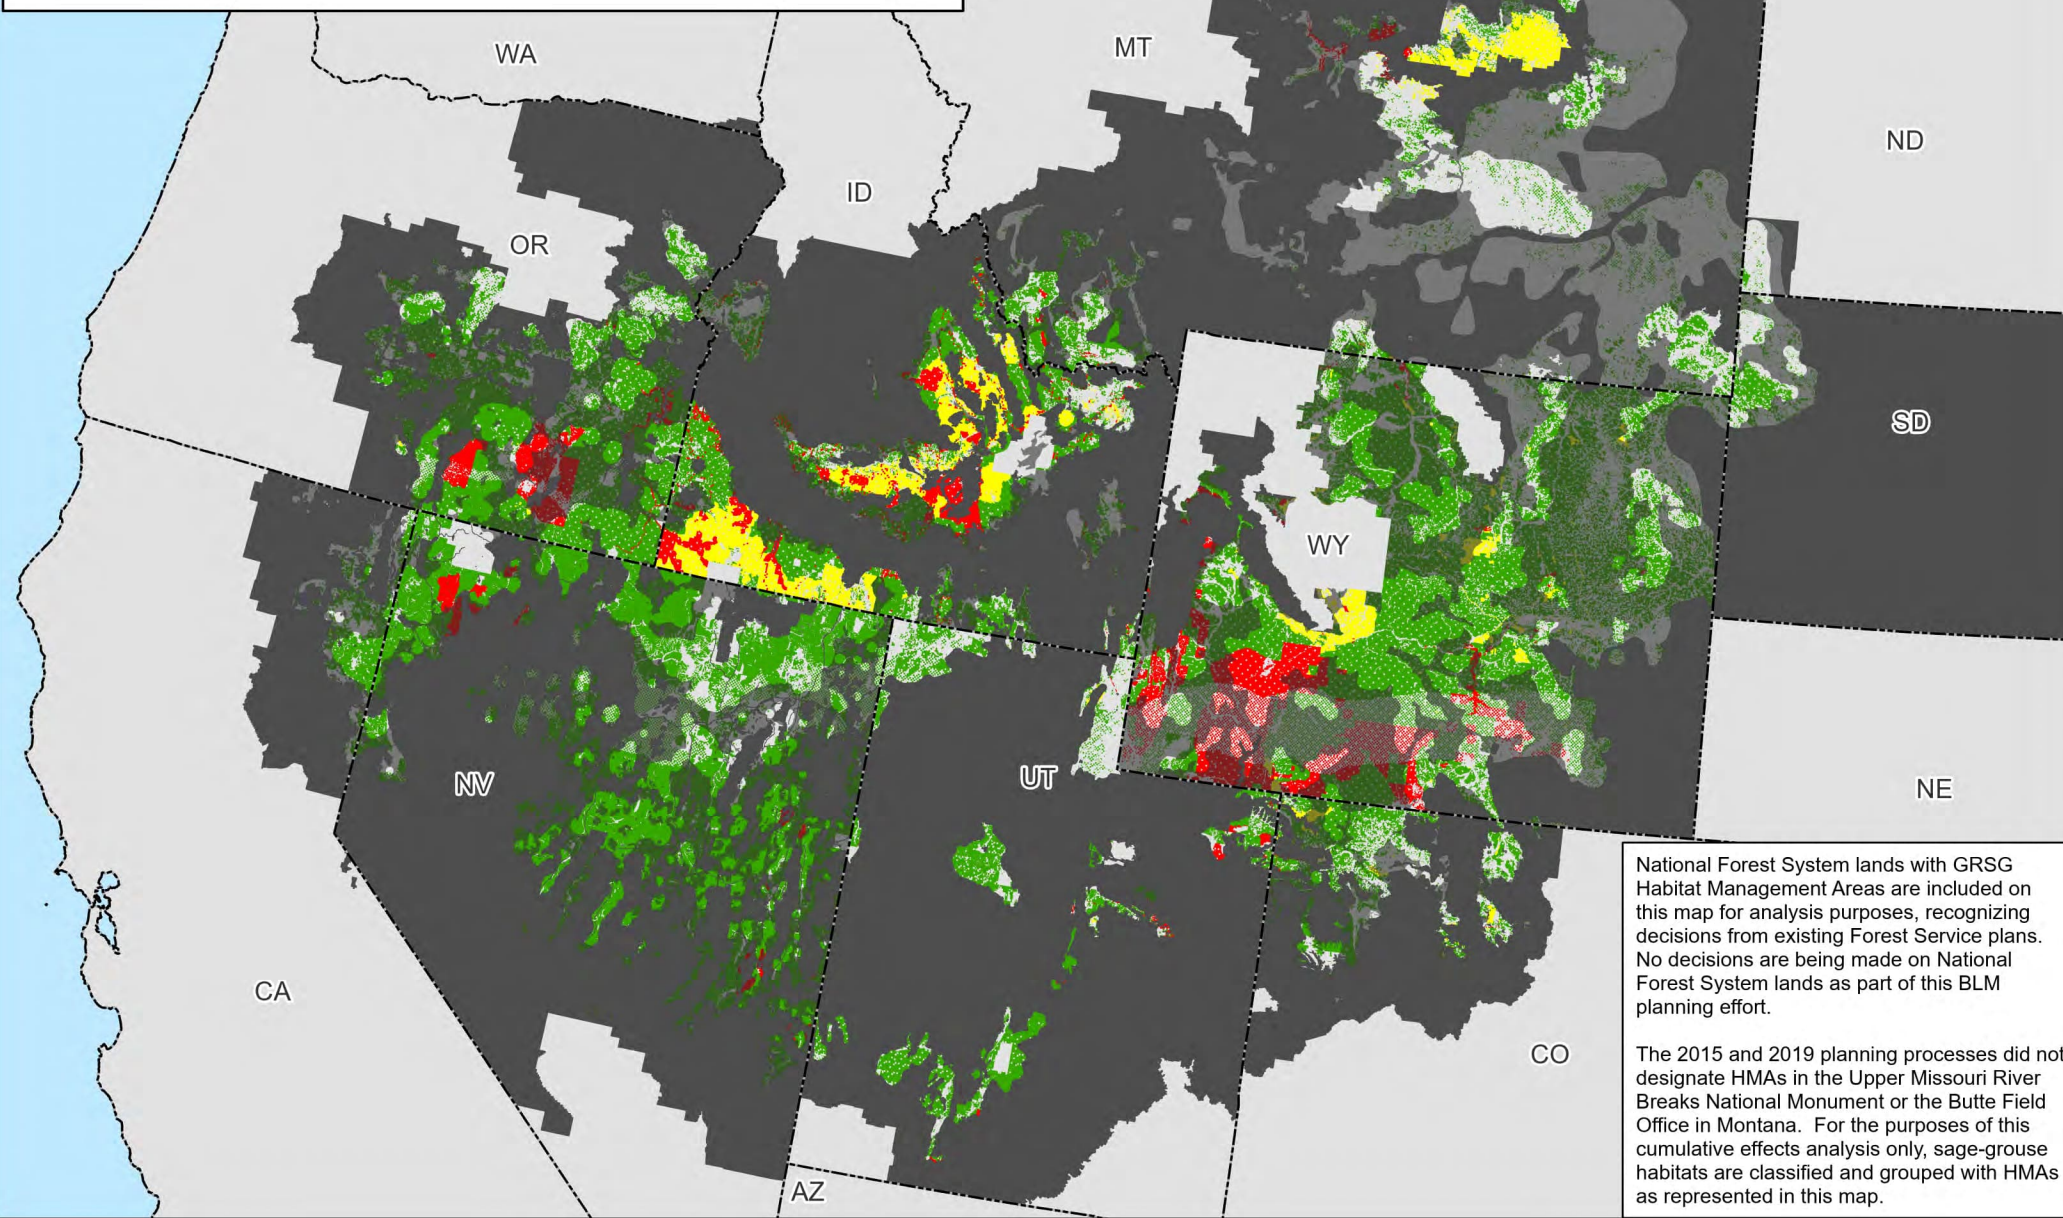 WA
MT
ND
ID
OR
SD
WY
NV
UT
NE
CA
CO
AZ
National Forest System lands with GRSG
Habitat Management Areas are included on
this map for analysis purposes, recognizing
decisions from existing Forest Service plans.
No decisions are being made on National
Forest System lands as part of this BLM
planning effort.
The 2015 and 2019 planning processes did not
designate HMAs in the Upper Missouri River
Breaks National Monument or the Butte Field
Office in Montana.  For the purposes of this
cumulative effects analysis only, sage-grouse
habitats are classified and grouped with HMAs
as represented in this map.